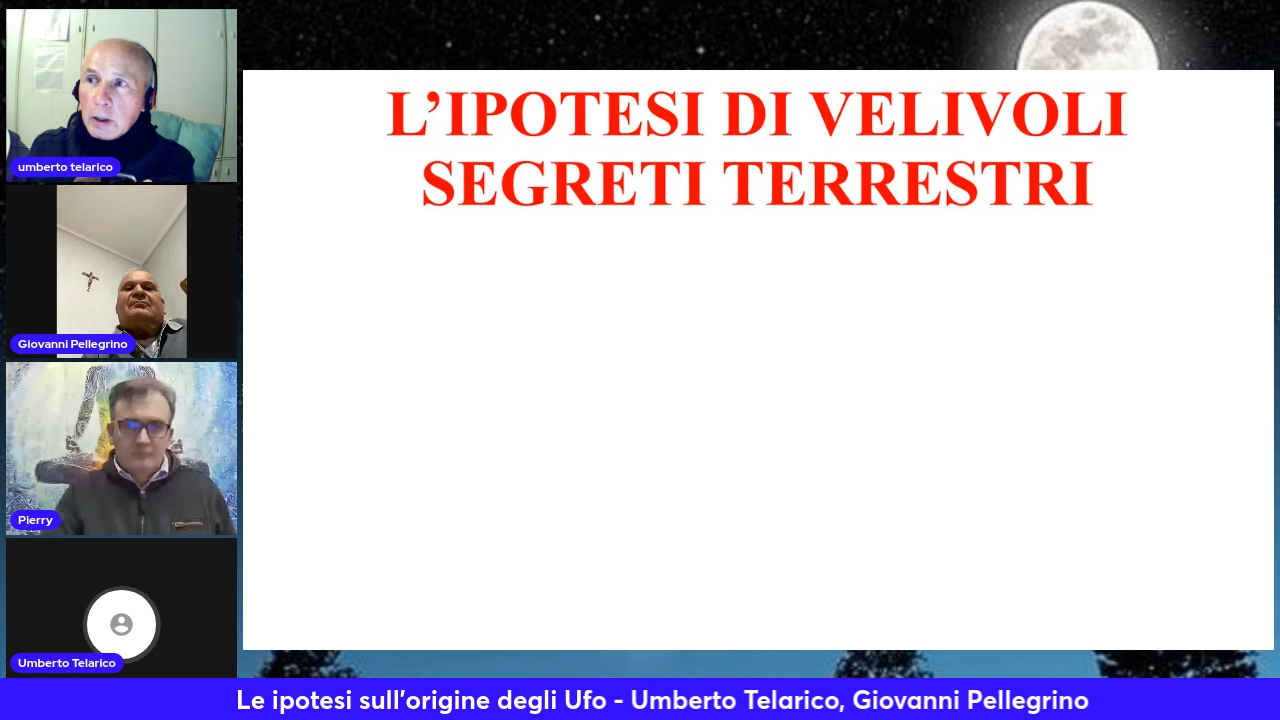 umberto telarico
Giovanni Pellegrino
Pierry
Umberto Telarico
L’IPOTESI DI VELIVOLI
SEGRETI TERRESTRI
Le ipotesi sull’origine degli Ufo - Umberto Telarico, Giovanni Pellegrino